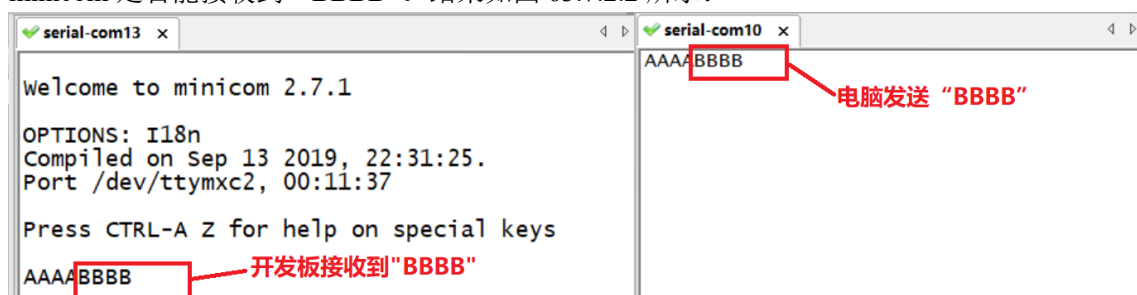 serial-com13 x
Welcome to minicom 2.7.1
OPTIONS: I18n
Compiled on Sep 13 2019, 22:31:25.
Port /dev/ttymxc2, 00:11:37
Press CTRL-A Z for help on special keys
AAAABBBB
开发板接收到"BBBB"
serial-com10 x
AAAABBBB
电脑发送“BBBB”